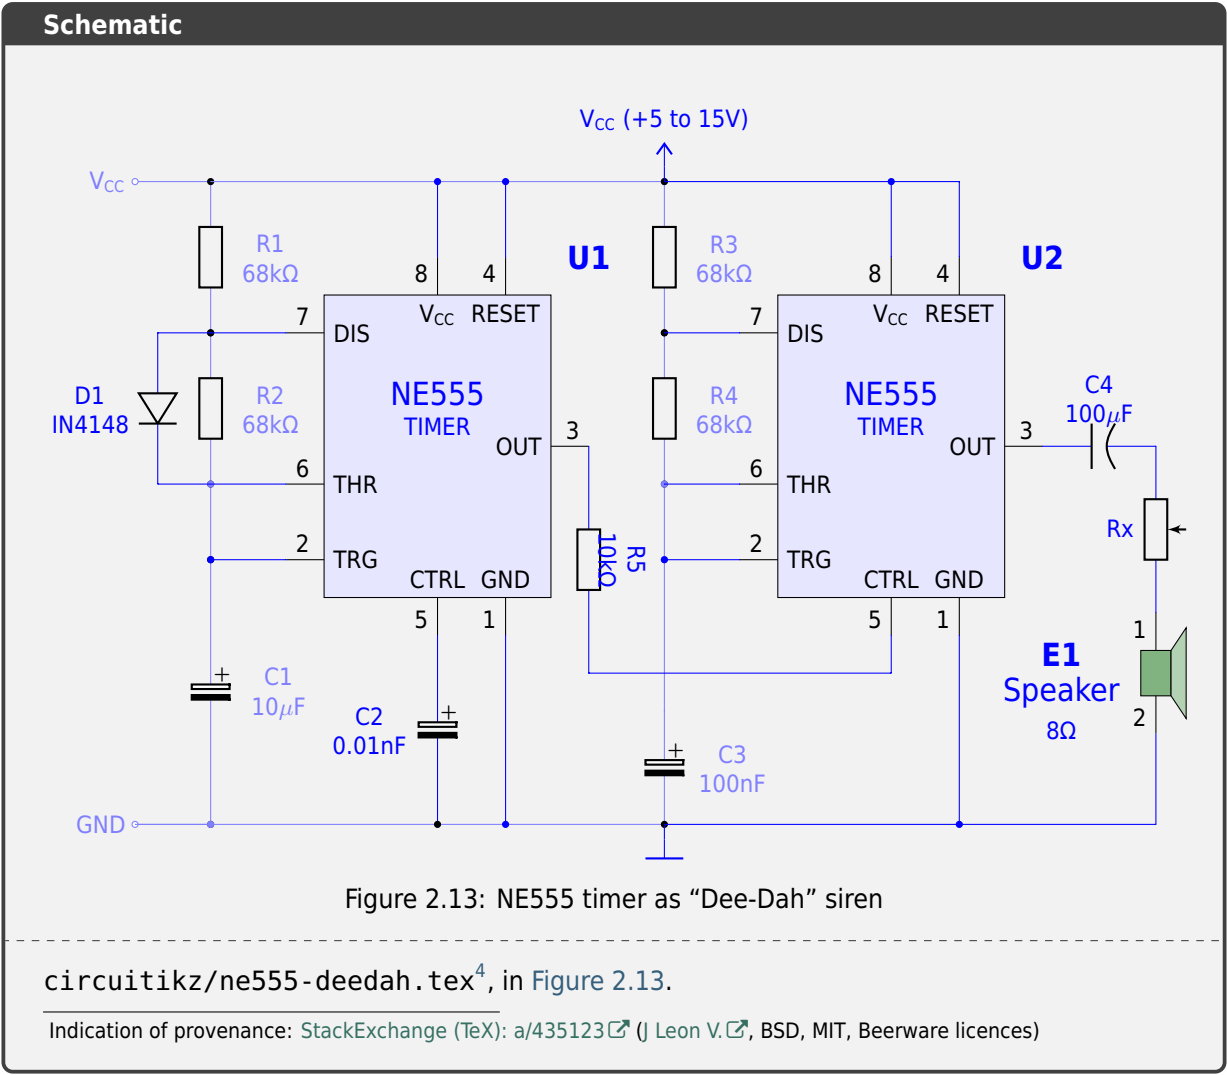 Schematic
V_CC (+5 to 15V)
V_CC
R1
68kΩ
8
4
U1
R3
68kΩ
8
4
U2
7
DIS
V_CC
RESET
7
DIS
V_CC
RESET
D1
IN4148
R2
68kΩ
NE555
TIMER
R4
68kΩ
NE555
TIMER
C4
100μF
OUT
3
OUT
3
6
THR
6
THR
Rx
R5
10kΩ
2
TRG
2
TRG
CTRL
GND
CTRL
GND
5
1
5
1
1
E1
Speaker
8Ω
2
+
C1
10μF
+
C2
0.01nF
+
C3
100nF
GND
Figure 2.13: NE555 timer as “Dee-Dah” siren
circuitikz/ne555-deedah.tex⁴, in Figure 2.13.
Indication of provenance: StackExchange (TeX): a/435123 (J Leon V., BSD, MIT, Beerware licences)